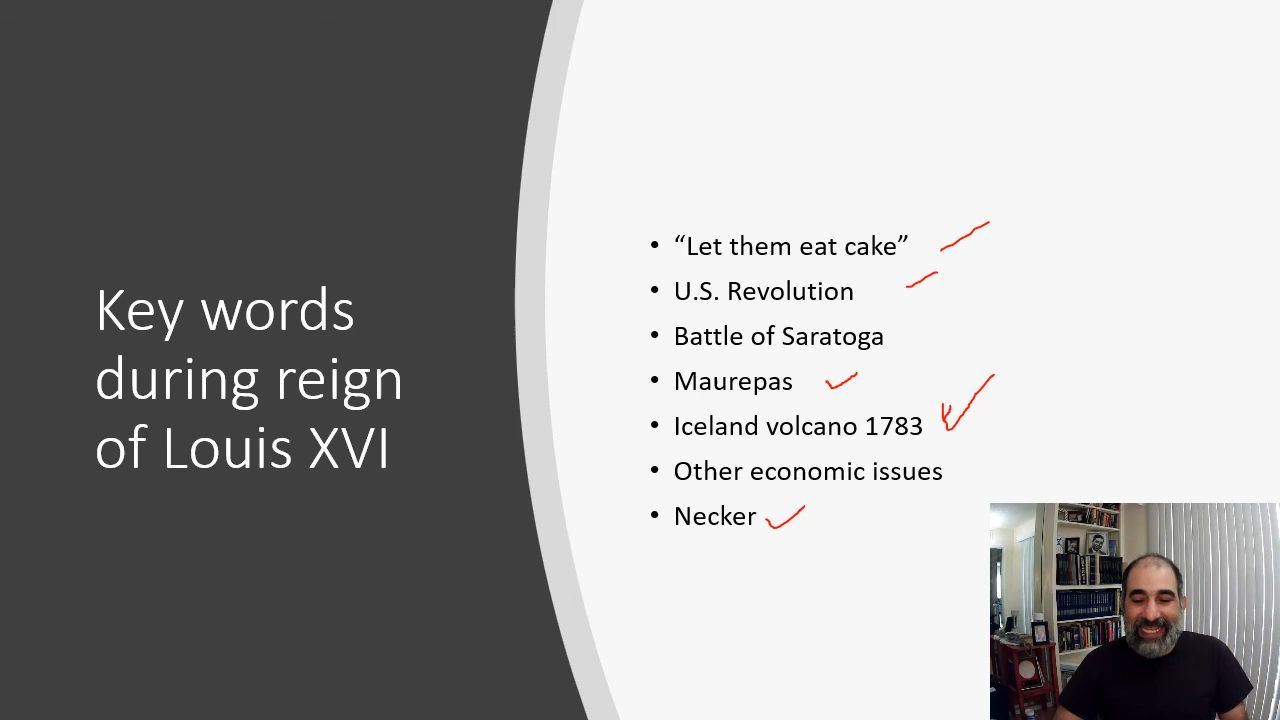 Key words
during reign
of Louis XVI
• “Let them eat cake”
• U.S. Revolution
• Battle of Saratoga
• Maurepas
• Iceland volcano 1783
• Other economic issues
• Necker